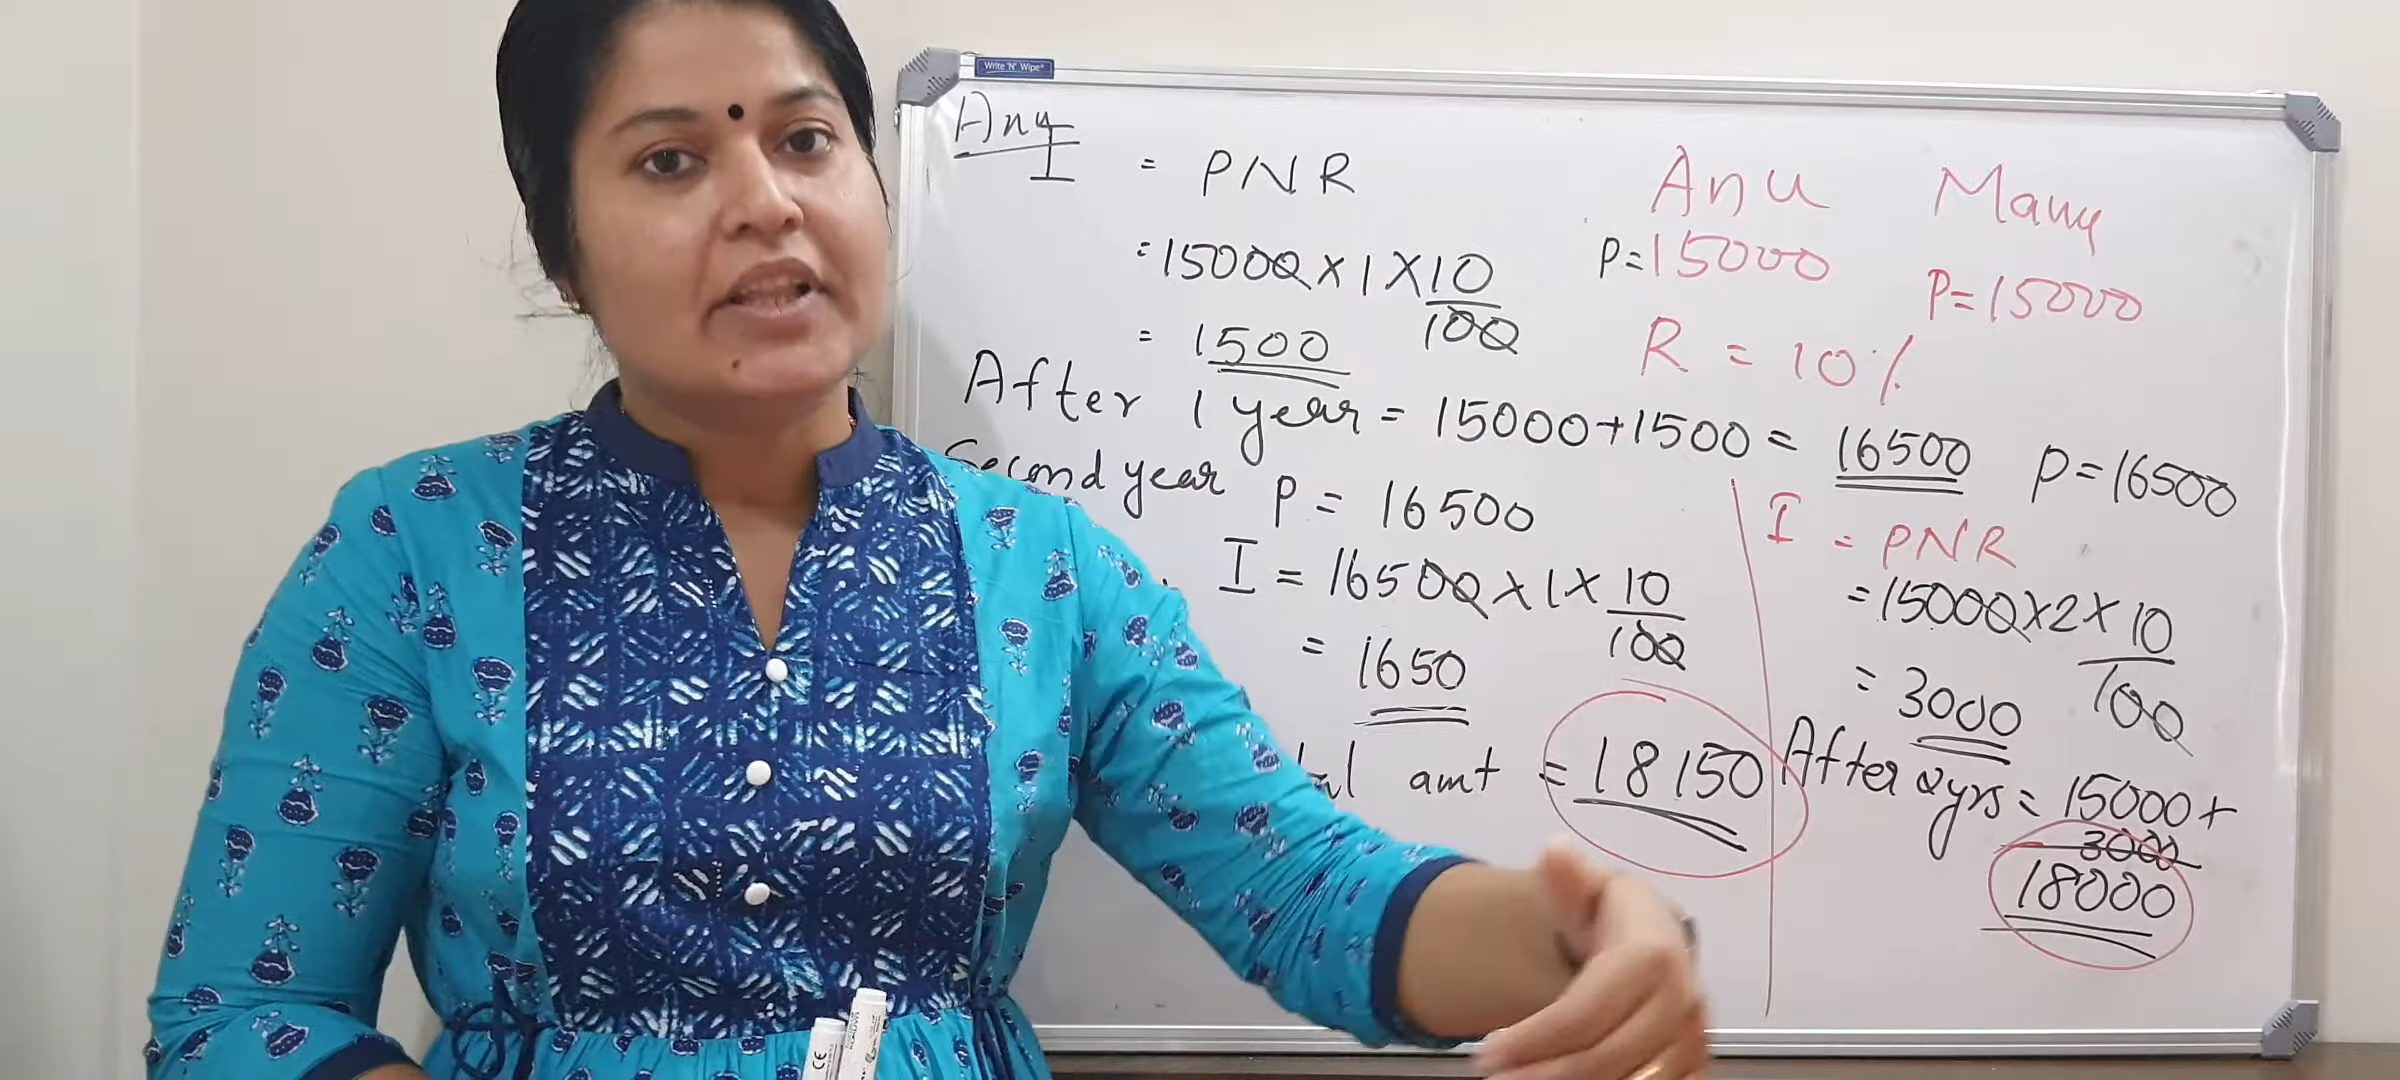 Write 'N' Wipe
Anu
I = PNR
= 15000 x 1 x 10/100
= 1500
Anu Manu
P=15000 P=15000
R = 10%
After 1 year = 15000+1500 = 16500 P=16500
Second year P = 16500
I = 16500 x 1 x 10/100
= 1650
amt = 18150
I = PNR
= 15000 x 2 x 10/100
= 3000
After 2yrs = 15000+
3000
18000
CE